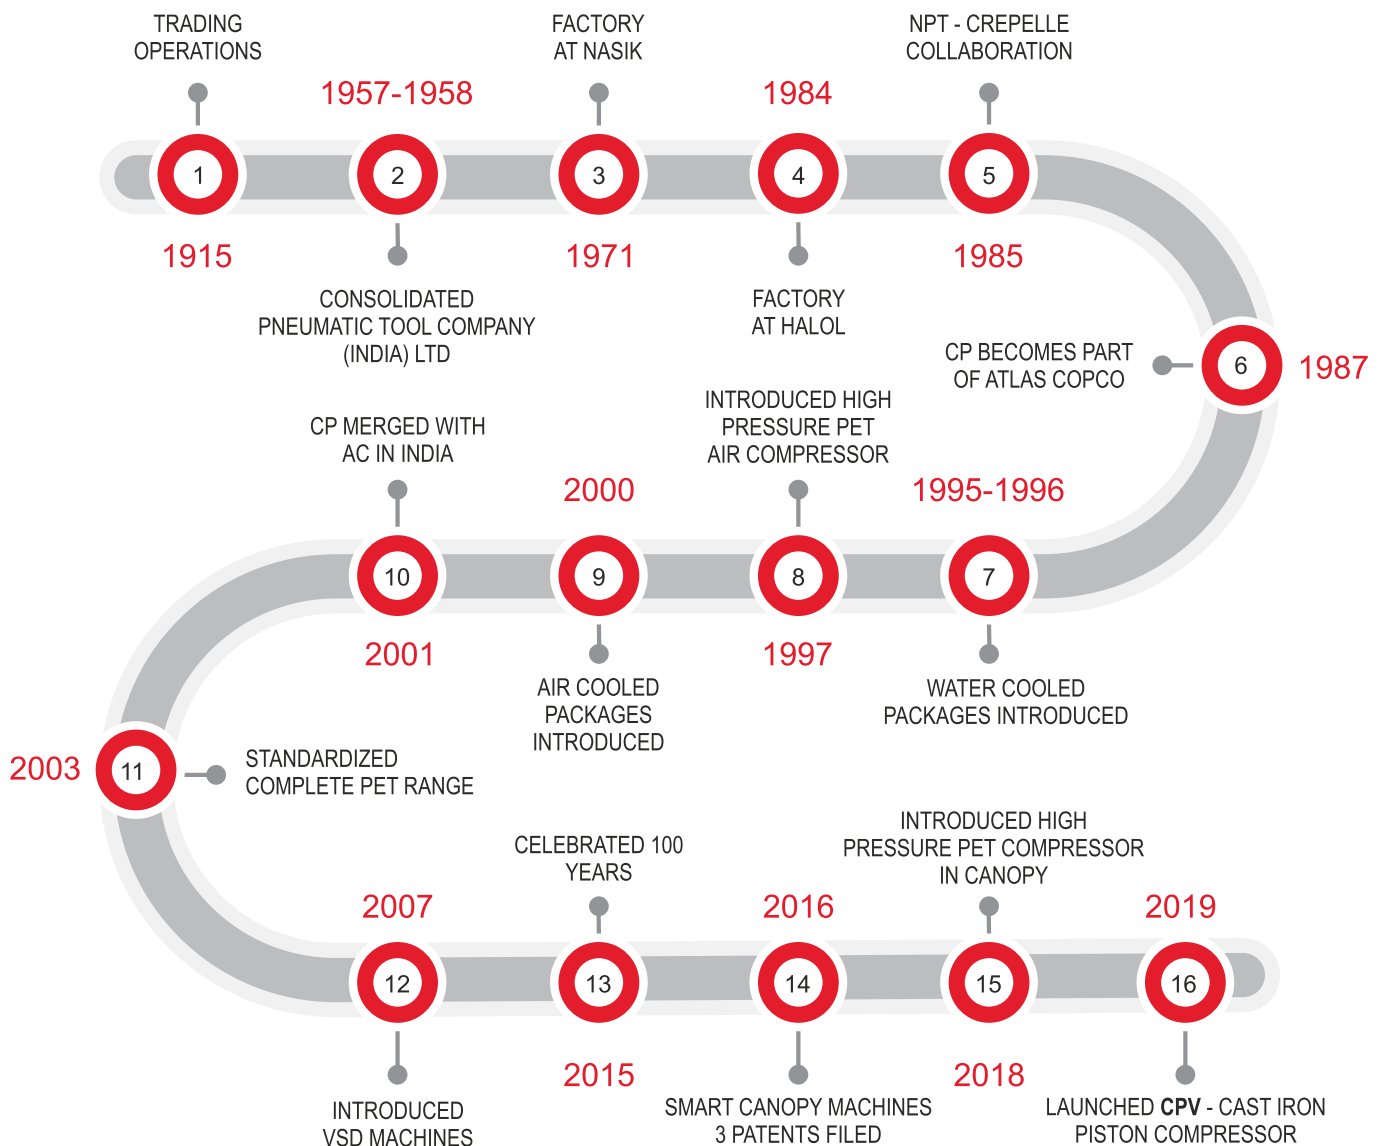 TRADING
OPERATIONS
1
1915
1957-1958
2
CONSOLIDATED
PNEUMATIC TOOL COMPANY
(INDIA) LTD
FACTORY
AT NASIK
3
1971
1984
4
FACTORY
AT HALOL
NPT - CREPELLE
COLLABORATION
5
1985
CP BECOMES PART
OF ATLAS COPCO
6
1987
1995-1996
7
WATER COOLED
PACKAGES INTRODUCED
INTRODUCED HIGH
PRESSURE PET
AIR COMPRESSOR
8
1997
2000
9
AIR COOLED
PACKAGES
INTRODUCED
CP MERGED WITH
AC IN INDIA
10
2001
2003
11
STANDARDIZED
COMPLETE PET RANGE
2007
12
INTRODUCED
VSD MACHINES
CELEBRATED 100
YEARS
13
2015
2016
14
SMART CANOPY MACHINES
3 PATENTS FILED
INTRODUCED HIGH
PRESSURE PET COMPRESSOR
IN CANOPY
15
2018
2019
16
LAUNCHED CPV - CAST IRON
PISTON COMPRESSOR